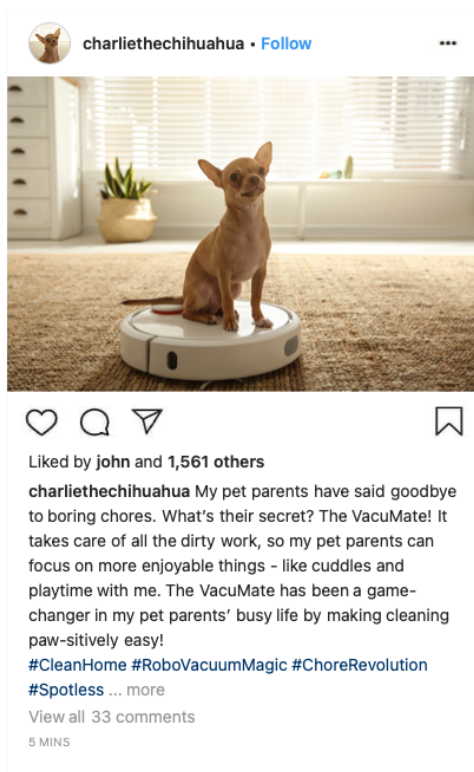 charliethechihuahua • Follow
Liked by john and 1,561 others
charliethechihuahua My pet parents have said goodbye
to boring chores. What’s their secret? The VacuMate! It
takes care of all the dirty work, so my pet parents can
focus on more enjoyable things - like cuddles and
playtime with me. The VacuMate has been a game-
changer in my pet parents’ busy life by making cleaning
paw-sitively easy!
#CleanHome #RoboVacuumMagic #ChoreRevolution
#Spotless ... more
View all 33 comments
5 MINS